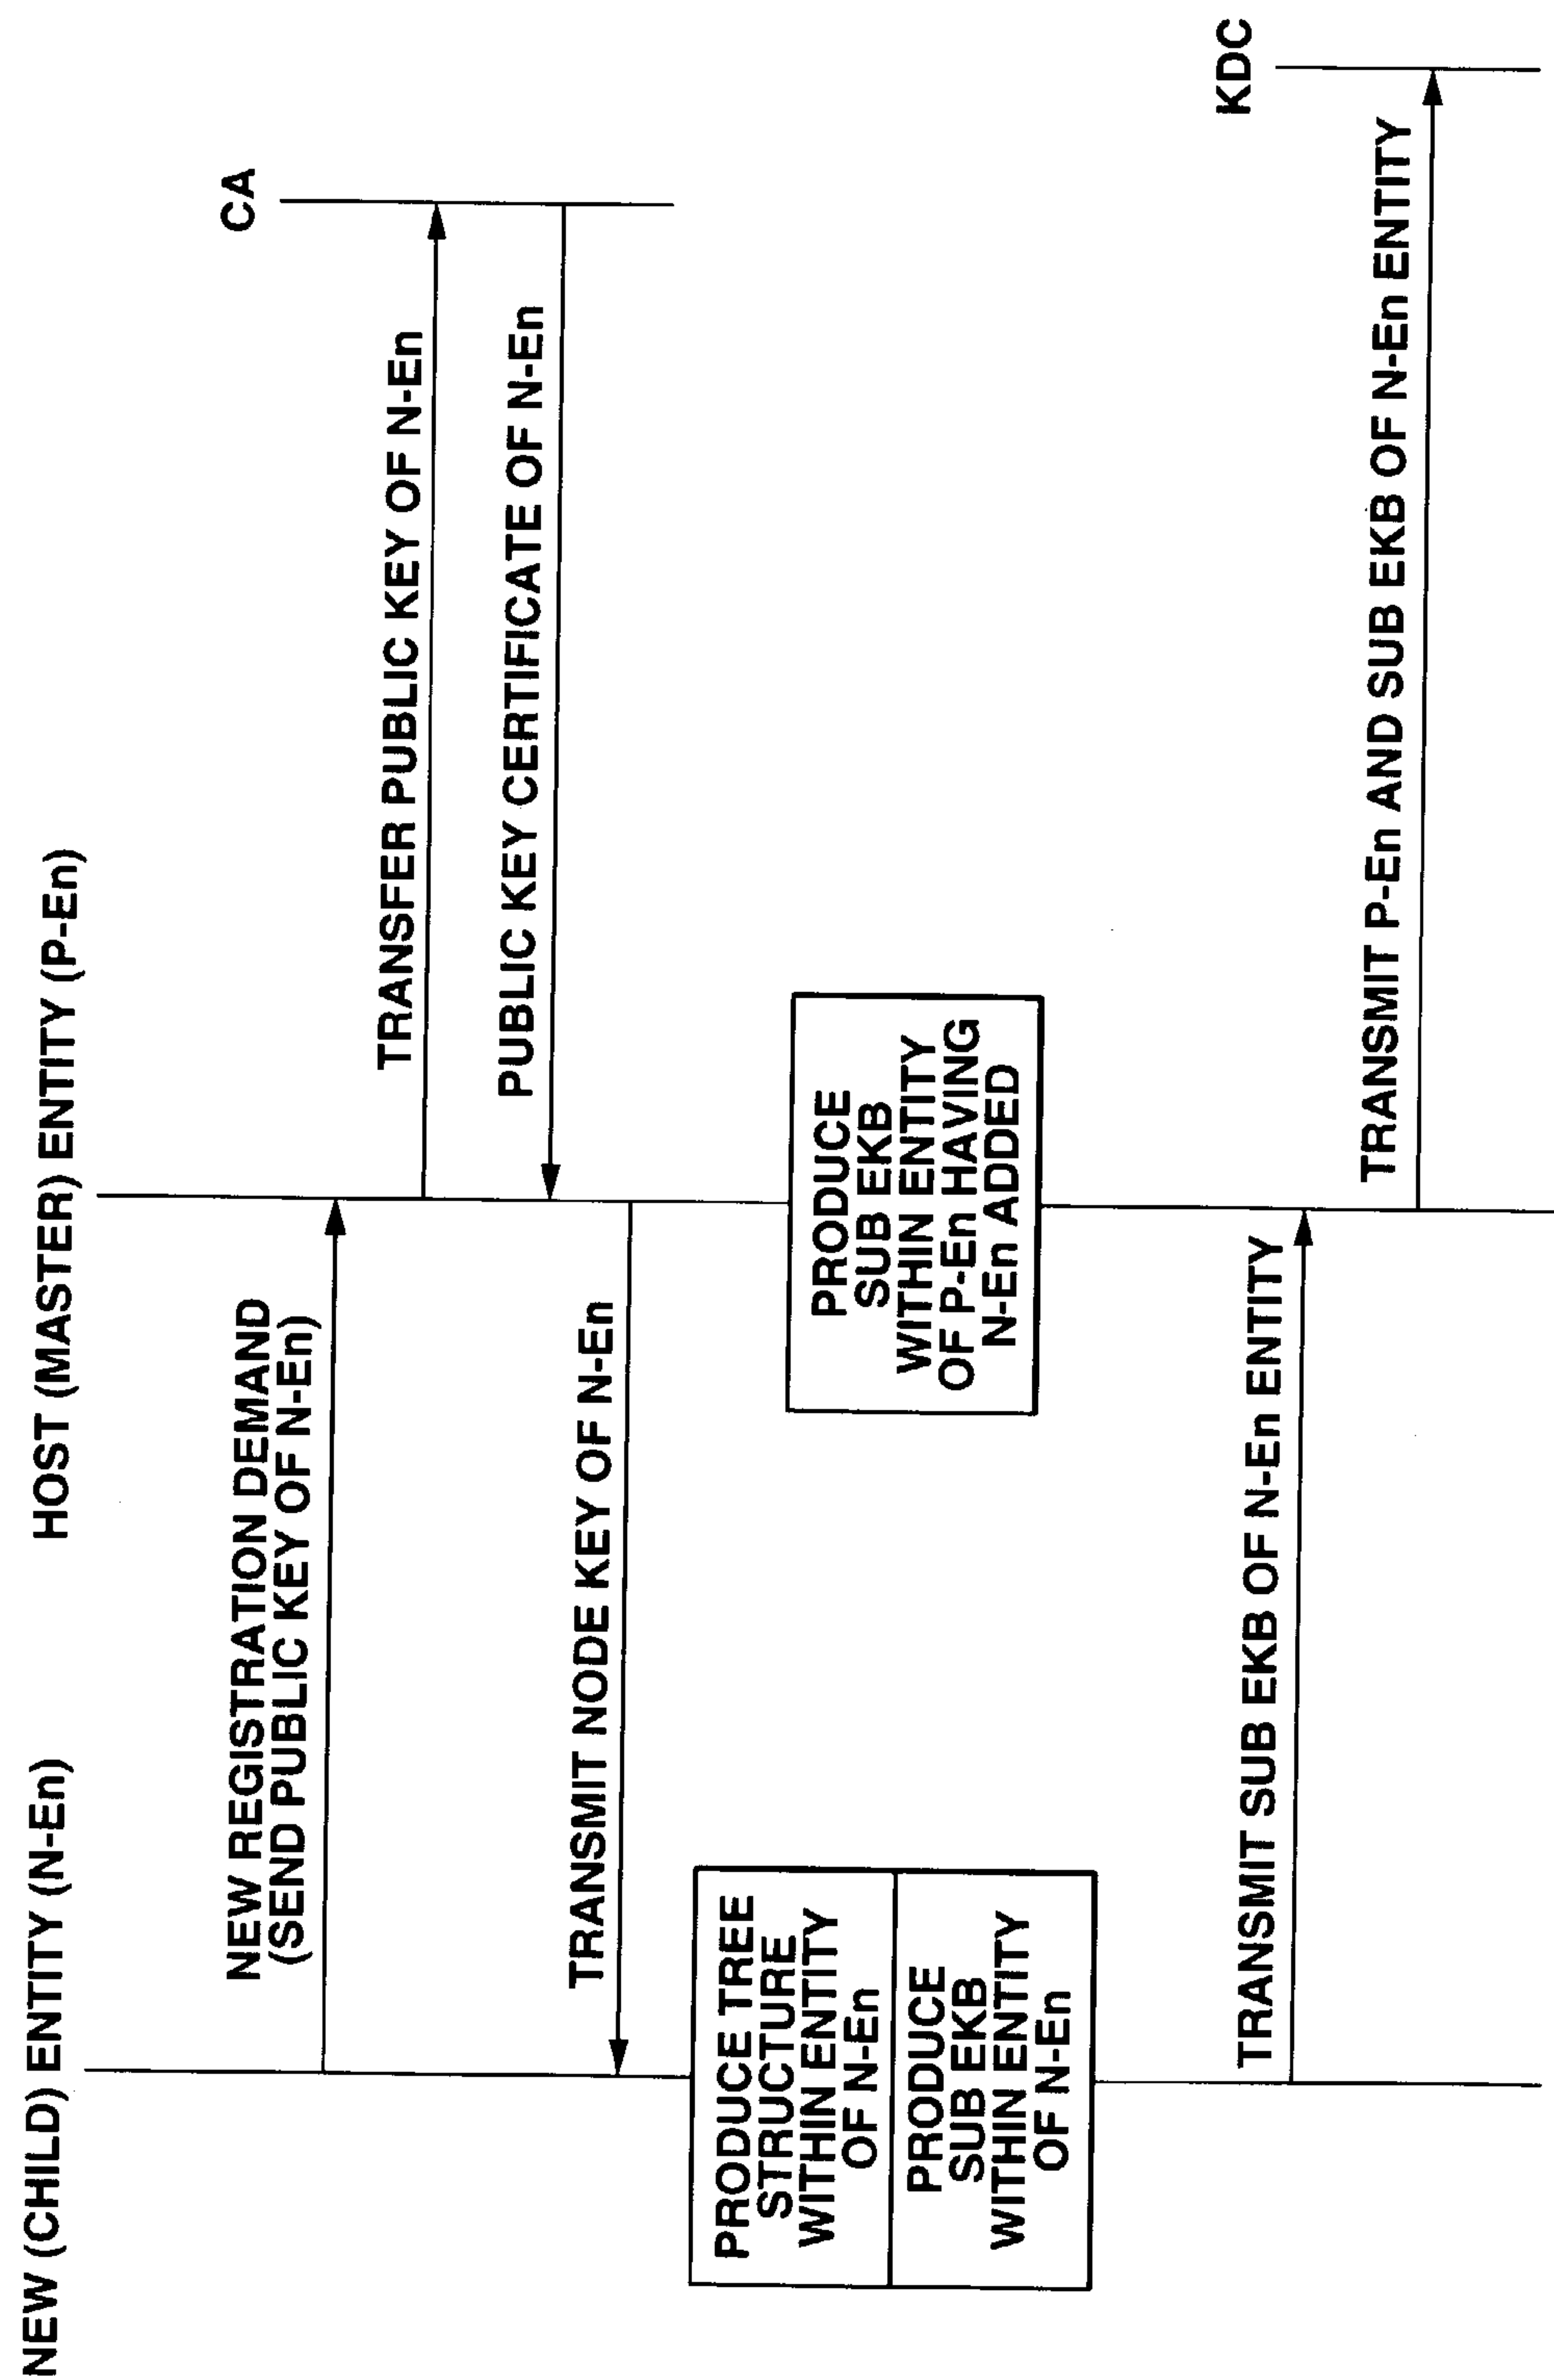 NEW (CHILD) ENTITY (N-En)
HOST (MASTER) ENTITY (P-En)
CA
NEW REGISTRATION DEMAND
(SEND PUBLIC KEY OF N-En)
TRANSFER PUBLIC KEY OF N-En
PUBLIC KEY CERTIFICATE OF N-En
TRANSMIT NODE KEY OF N-En
PRODUCE TREE
STRUCTURE
WITHIN ENTITY
OF N-En
PRODUCE
SUB EKB
WITHIN ENTITY
OF N-En
PRODUCE
SUB EKB
WITHIN ENTITY
OF P-En HAVING
N-En ADDED
KDC
TRANSMIT SUB EKB OF N-En ENTITY
TRANSMIT P-En AND SUB EKB OF N-En ENTITY